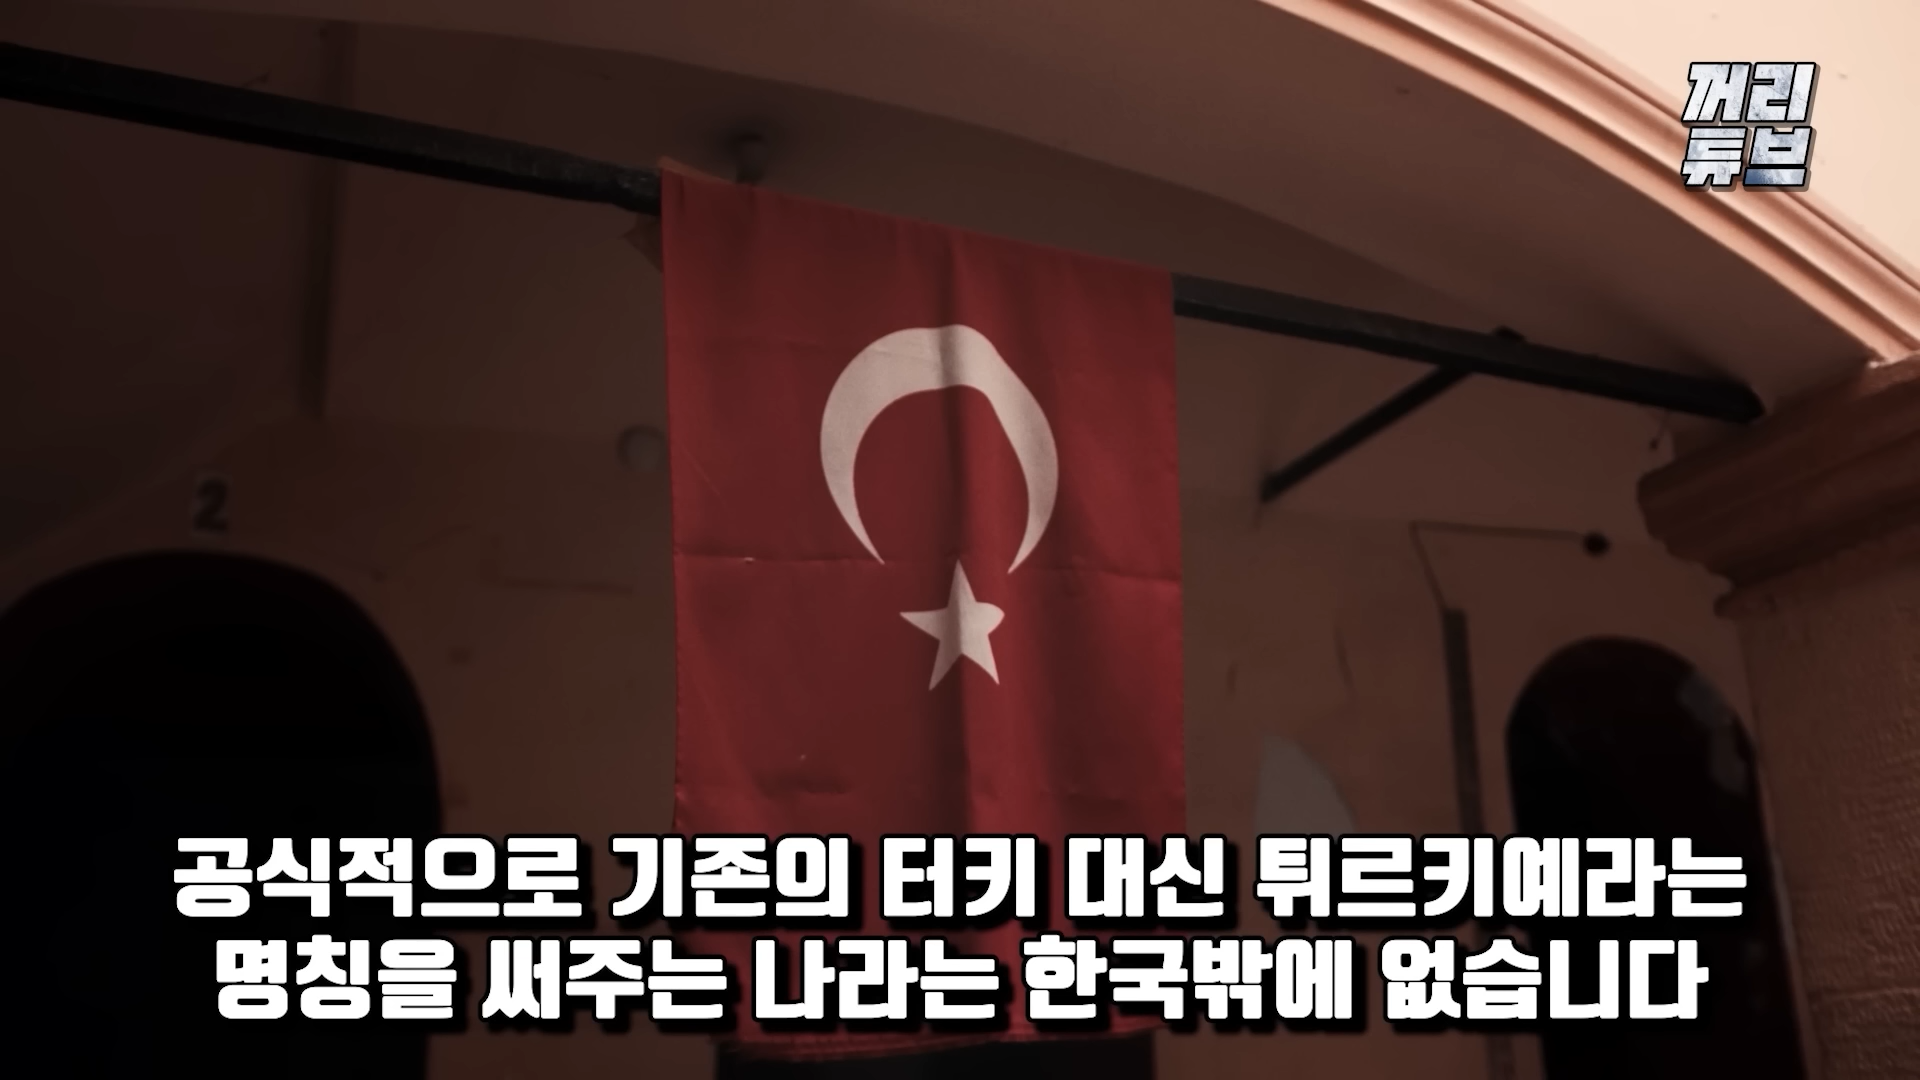 꺼리
튜브
2
공식적으로 기존의 터키 대신 튀르키예라는
명칭을 써주는 나라는 한국밖에 없습니다